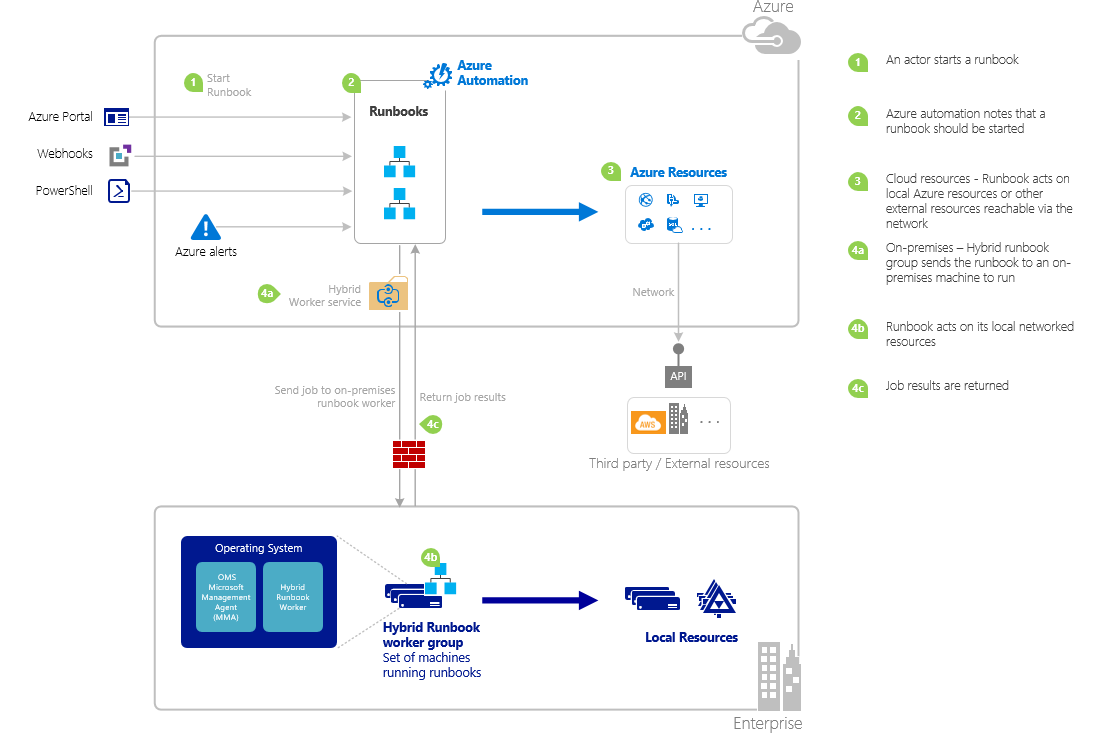 Azure
1
Start
Runbook
2
Azure
Automation
Runbooks
Azure Portal
Webhooks
PowerShell
Azure alerts
3
Azure Resources
SQL
. . .
4a
Hybrid
Worker service
Network
API
AWS
. . .
Third party / External resources
Send job to on-premises
runbook worker
Return job results
4c
Operating System
OMS
Microsoft
Management
Agent
(MMA)
Hybrid
Runbook
Worker
4b
Hybrid Runbook
worker group
Set of machines
running runbooks
Local Resources
Enterprise
1
An actor starts a runbook
2
Azure automation notes that a
runbook should be started
3
Cloud resources - Runbook acts on
local Azure resources or other
external resources reachable via the
network
4a
On-premises – Hybrid runbook
group sends the runbook to an on-
premises machine to run
4b
Runbook acts on its local networked
resources
4c
Job results are returned